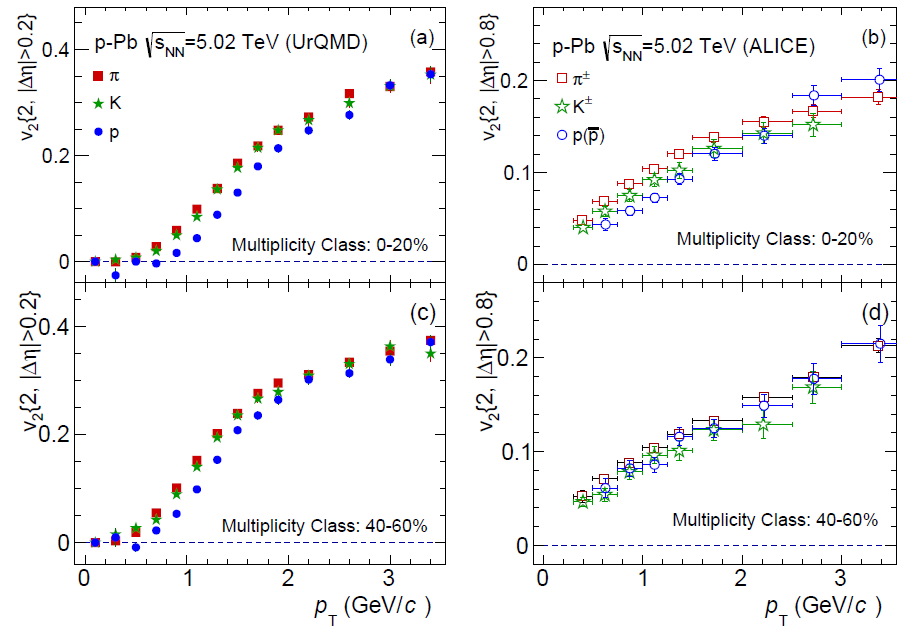 p-Pb √sNN=5.02 TeV (UrQMD)
(a)
π
K
p
Multiplicity Class: 0-20%
v2{2, |Δη|>0.2}
0.4
0.2
0
p-Pb √sNN=5.02 TeV (ALICE)
(b)
π±
K±
p(p̅)
Multiplicity Class: 0-20%
v2{2, |Δη|>0.8}
0.2
0.1
0
(c)
Multiplicity Class: 40-60%
v2{2, |Δη|>0.2}
0.4
0.2
0
0 1 2 3
pT (GeV/c )
(d)
Multiplicity Class: 40-60%
v2{2, |Δη|>0.8}
0.2
0.1
0
0 1 2 3
pT (GeV/c )